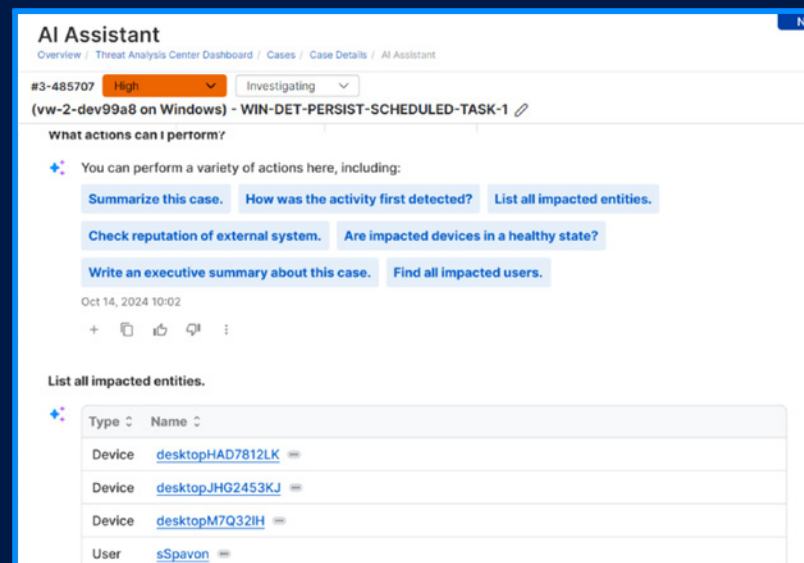 N
AI Assistant
Overview / Threat Analysis Center Dashboard / Cases / Case Details / AI Assistant
#3-485707 High Investigating
(vw-2-dev99a8 on Windows) - WIN-DET-PERSIST-SCHEDULED-TASK-1
What actions can I perform?
You can perform a variety of actions here, including:
Summarize this case. How was the activity first detected? List all impacted entities.
Check reputation of external system. Are impacted devices in a healthy state?
Write an executive summary about this case. Find all impacted users.
Oct 14, 2024 10:02
List all impacted entities.
Type Name
Device desktopHAD7812LK
Device desktopJHG2453KJ
Device desktopM7Q32IH
User sSpavon